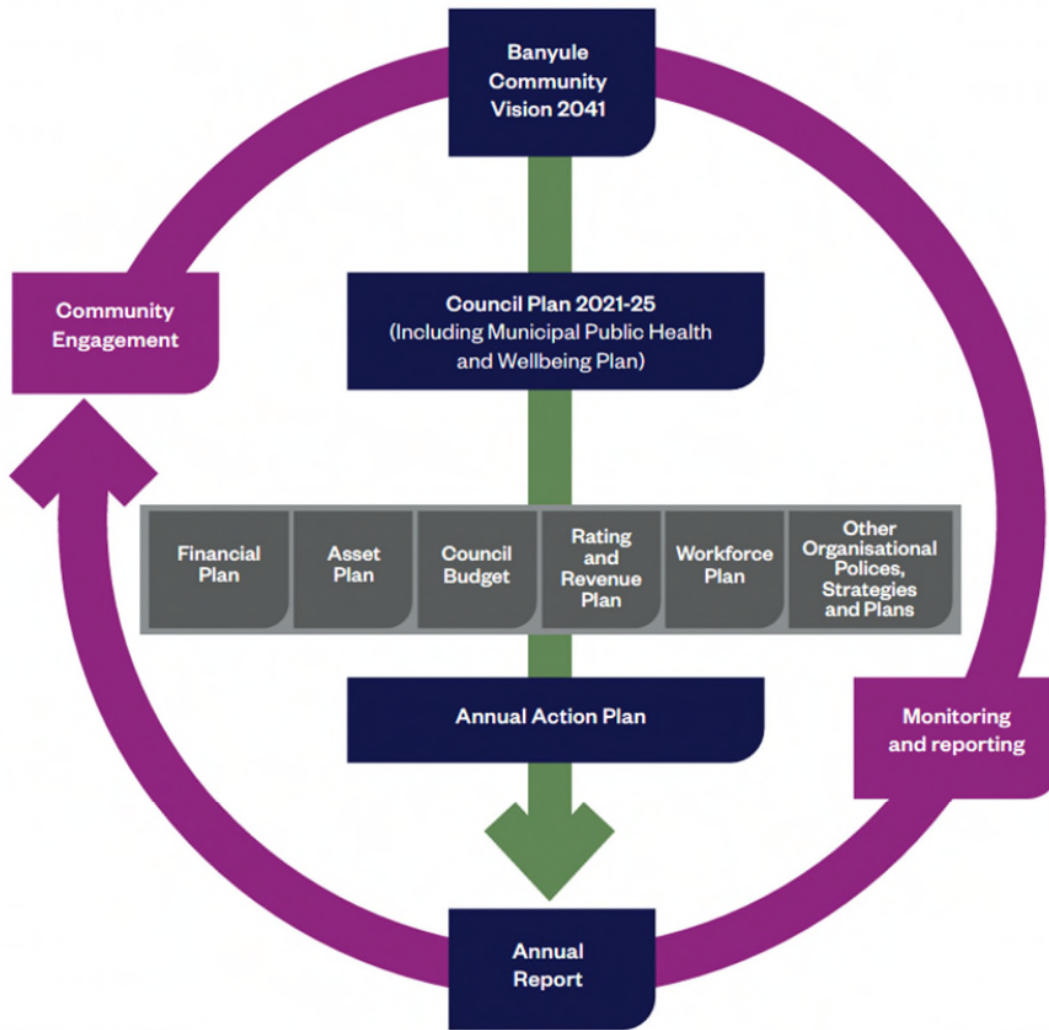 Banyule
Community
Vision 2041
Community
Engagement
Council Plan 2021-25
(Including Municipal Public Health
and Wellbeing Plan)
Financial
Plan
Asset
Plan
Council
Budget
Rating
and
Revenue
Plan
Workforce
Plan
Other
Organisational
Polices,
Strategies
and Plans
Annual Action Plan
Monitoring
and reporting
Annual
Report